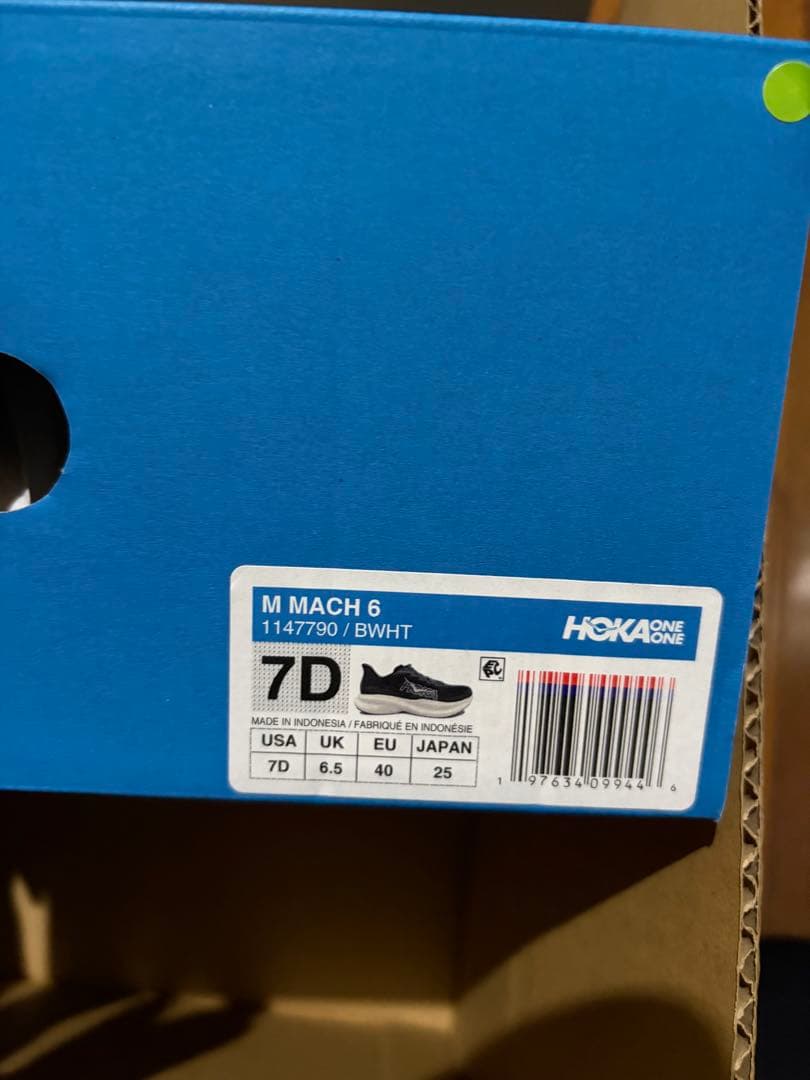 M MACH 6
1147790 / BWHT
HOKA ONE ONE
7D
MADE IN INDONESIA / FABRIQUÉ EN INDONÉSIE
USA UK EU JAPAN
7D 6.5 40 25
1 97634 09944 6